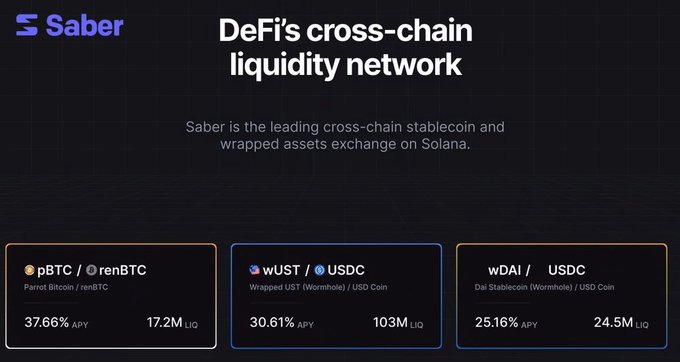 Saber
DeFi's cross-chain
liquidity network
Saber is the leading cross-chain stablecoin and
wrapped assets exchange on Solana.
pBTC / renBTC
Parrot Bitcoin / renBTC
37.66% APY 17.2M LIQ
wUST / USDC
Wrapped UST (Wormhole) / USD Coin
30.61% APY 103M LIQ
wDAI / USDC
Dai Stablecoin (Wormhole) / USD Coin
25.16% APY 24.5M LIQ